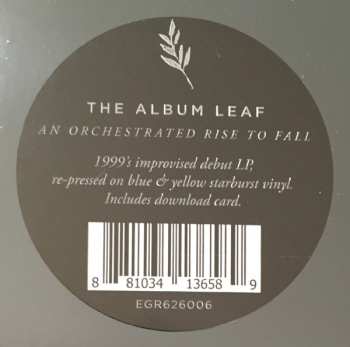 THE ALBUM LEAF
AN ORCHESTRATED RISE TO FALL
1999's improvised debut LP,
re-pressed on blue & yellow starburst vinyl.
Includes download card.
8 81034 13658 9
EGR626006